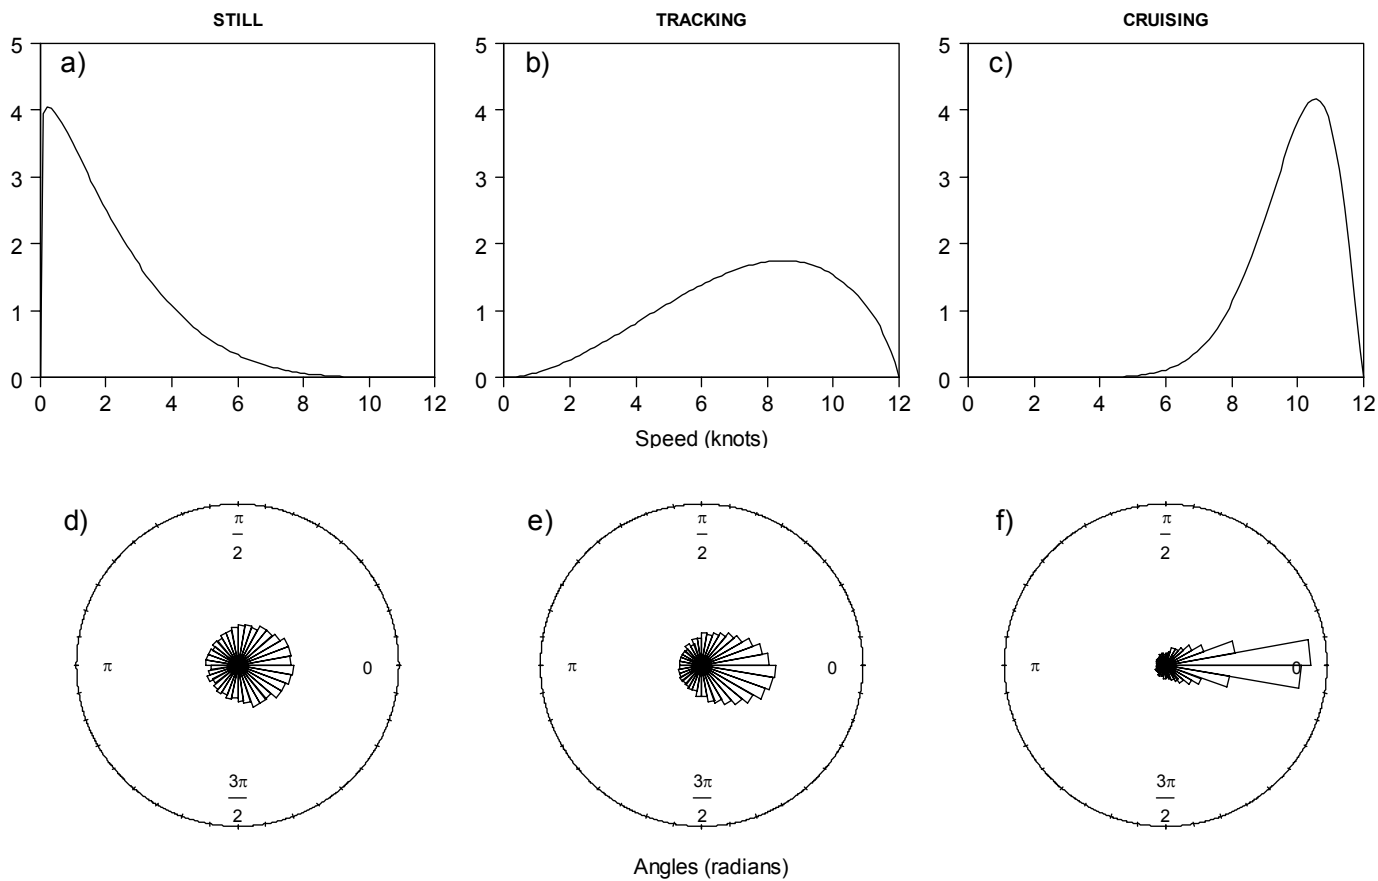 STILL TRACKING CRUISING
a) b) c)
5 5 5
4 4 4
3 3 3
2 2 2
1 1 1
0 0 0
0 2 4 6 8 10 12 0 2 4 6 8 10 12 0 2 4 6 8 10 12
Speed (knots)
d) e) f)
π π π
2 2 2
π 0 π 0 π 0
3π 3π 3π
2 2 2
Angles (radians)